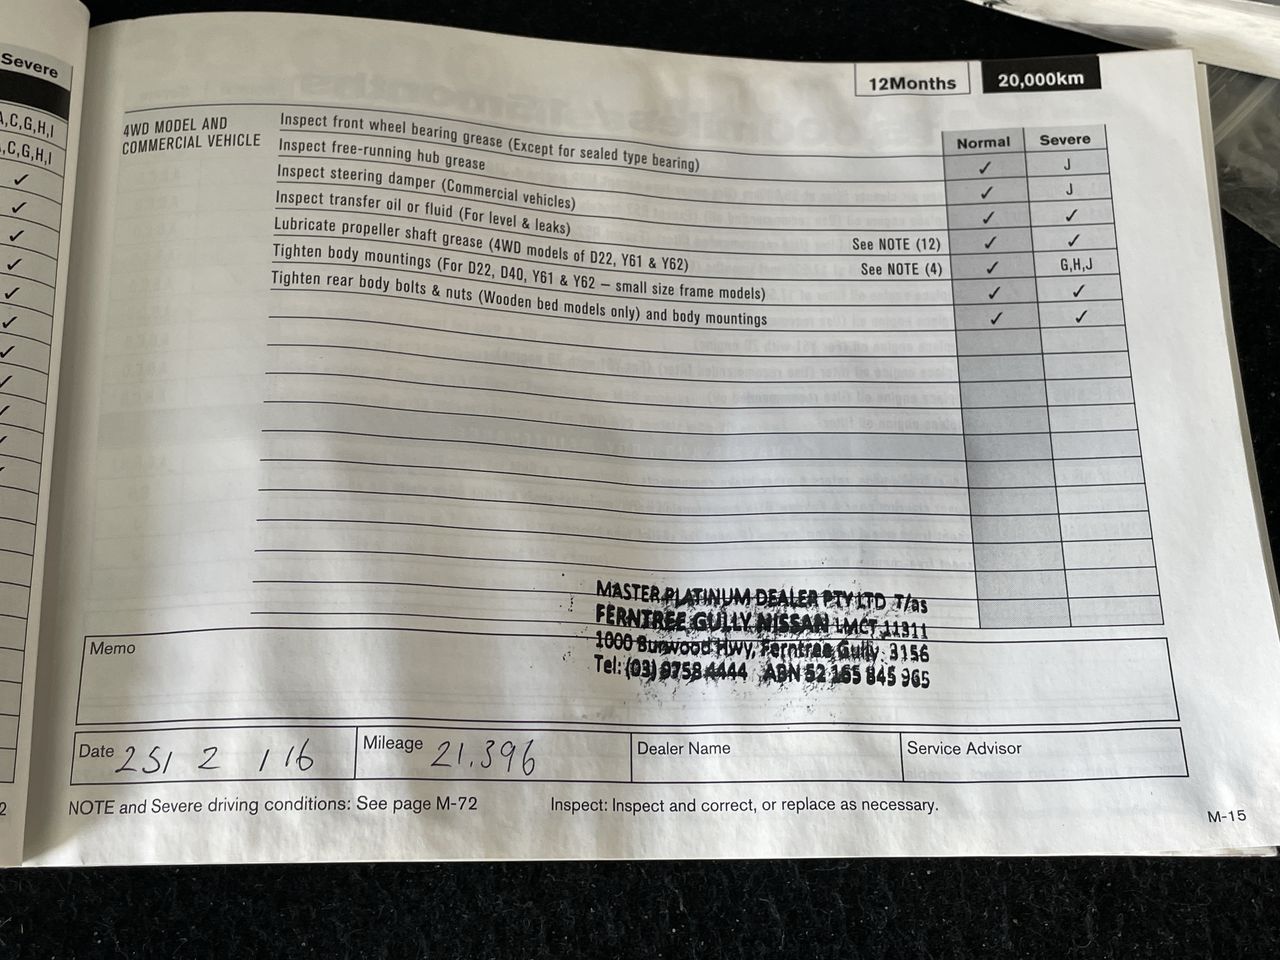 Severe
A,C,G,H,I
A,C,G,H,I
12Months 20,000km
4WD MODEL AND
COMMERCIAL VEHICLE
Normal Severe
Inspect front wheel bearing grease (Except for sealed type bearing) ✓ J
Inspect free-running hub grease ✓ J
Inspect steering damper (Commercial vehicles) ✓ ✓
Inspect transfer oil or fluid (For level & leaks) See NOTE (12) ✓ ✓
Lubricate propeller shaft grease (4WD models of D22, Y61 & Y62) See NOTE (4) ✓ G,H,J
Tighten body mountings (For D22, D40, Y61 & Y62 – small size frame models) ✓ ✓
Tighten rear body bolts & nuts (Wooden bed models only) and body mountings ✓ ✓
MASTER PLATINUM DEALER PTY LTD T/as
FERNTREE GULLY NISSAN LMCT 11311
1000 Burwood Hwy, Ferntree Gully 3156
Tel: (03) 9758 4444 ABN 52 165 845 965
Memo
Date 25/ 2 / 16 Mileage 21.396 Dealer Name Service Advisor
NOTE and Severe driving conditions: See page M-72 Inspect: Inspect and correct, or replace as necessary.
M-15